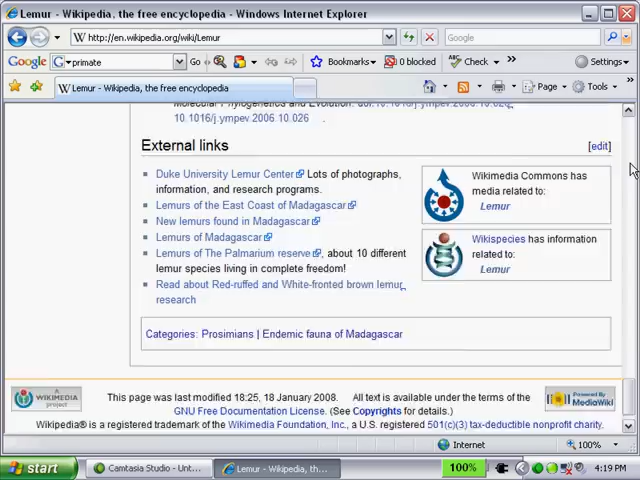 Lemur - Wikipedia, the free encyclopedia - Windows Internet Explorer
http://en.wikipedia.org/wiki/Lemur
Google
Google
primate
Go
Bookmarks
0 blocked
Check
Settings
Lemur - Wikipedia, the free encyclopedia
Page
Tools
10.1016/j.ympev.2006.10.026
External links
[edit]
Duke University Lemur Center Lots of photographs,
information, and research programs.
Lemurs of the East Coast of Madagascar
New lemurs found in Madagascar
Lemurs of Madagascar
Lemurs of The Palmarium reserve, about 10 different
lemur species living in complete freedom!
Read about Red-ruffed and White-fronted brown lemur
research
Wikimedia Commons has
media related to:
Lemur
Wikispecies has information
related to:
Lemur
Categories: Prosimians | Endemic fauna of Madagascar
A
WIKIMEDIA
project
This page was last modified 18:25, 18 January 2008. All text is available under the terms of the
GNU Free Documentation License. (See Copyrights for details.)
Wikipedia® is a registered trademark of the Wikimedia Foundation, Inc., a U.S. registered 501(c)(3) tax-deductible nonprofit charity.
Powered By
MediaWiki
Internet
100%
start
Camtasia Studio - Unt...
Lemur - Wikipedia, th...
100%
4:19 PM